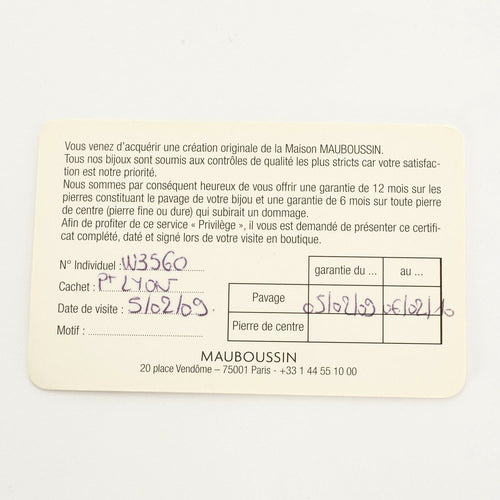 Vous venez d'acquérir une création originale de la Maison MAUBOUSSIN.
Tous nos bijoux sont soumis aux contrôles de qualité les plus stricts car votre satisfac-
tion est notre priorité.
Nous sommes par conséquent heureux de vous offrir une garantie de 12 mois sur les
pierres constituant le pavage de votre bijou et une garantie de 6 mois sur toute pierre
de centre (pierre fine ou dure) qui subirait un dommage.
Afin de profiter de ce service « Privilège », il vous est demandé de présenter ce certifi-
cat complété, daté et signé lors de votre visite en boutique.
N° Individuel : W3560
Cachet : Pt LYON
Date de visite : 5/02/09.
Motif :
garantie du ... au ...
Pavage 05/02/09 05/02/10
Pierre de centre
MAUBOUSSIN
20 place Vendôme – 75001 Paris - +33 1 44 55 10 00